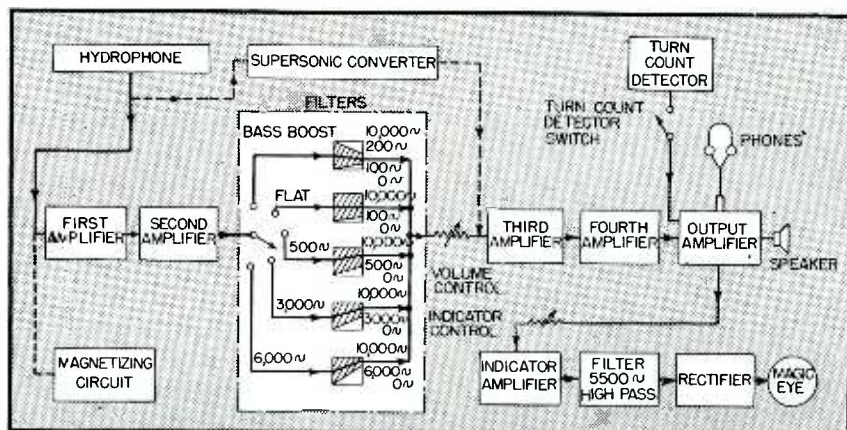 HYDROPHONE
SUPERSONIC CONVERTER
TURN
COUNT
DETECTOR
FILTERS
BASS BOOST
10,000~
200~
100~
0~
TURN COUNT
DETECTOR
SWITCH
PHONES
FLAT
10,000~
100~
0~
FIRST
AMPLIFIER
SECOND
AMPLIFIER
500~
10,000~
500~
0~
THIRD
AMPLIFIER
FOURTH
AMPLIFIER
OUTPUT
AMPLIFIER
SPEAKER
VOLUME
CONTROL
3,000~
10,000~
3000~
0~
INDICATOR
CONTROL
MAGNETIZING
CIRCUIT
6,000~
10,000~
6,000~
0~
INDICATOR
AMPLIFIER
FILTER
5500~
HIGH PASS
RECTIFIER
MAGIC
EYE